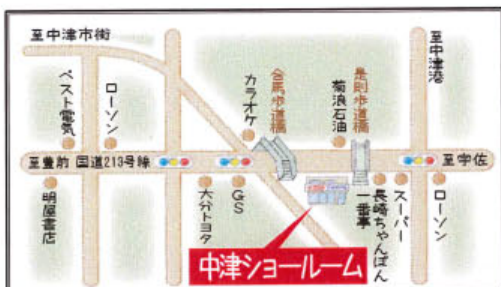 至中津市街
ベスト電気
ローソン
カラオケ
合馬歩道橋
菊浪石油
是則歩道橋
至中津港
至豊前 国道213号線
至宇佐
明屋書店
大分トヨタ
GS
一番亭
長崎ちゃんぽん
スーパー
ローソン
中津ショールーム